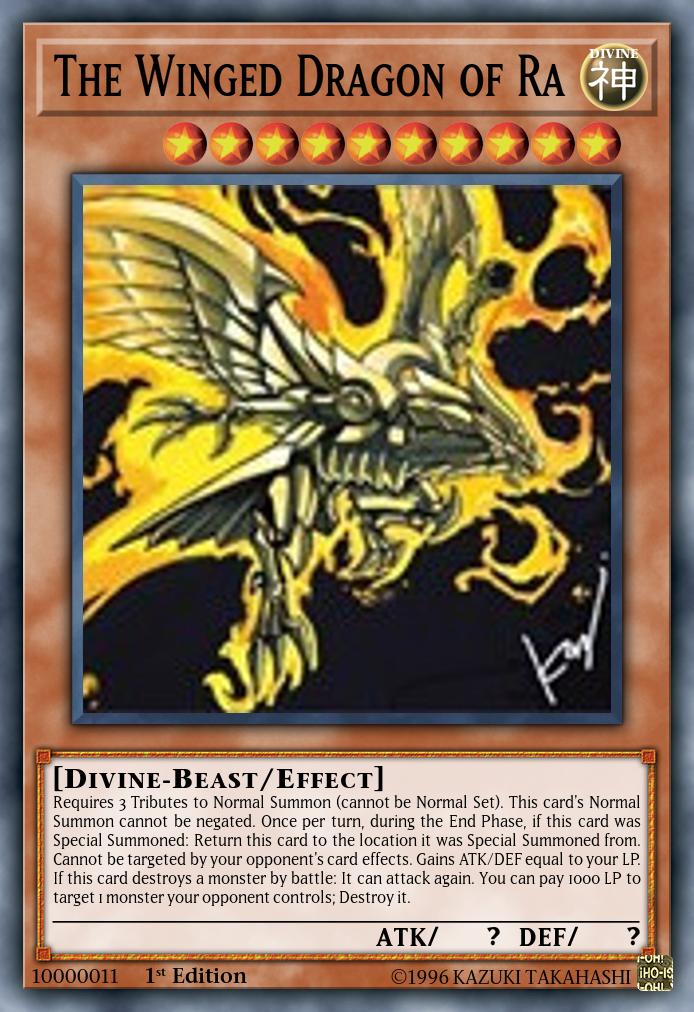 The Winged Dragon of Ra
DIVINE
神
[Divine-Beast/Effect]
Requires 3 Tributes to Normal Summon (cannot be Normal Set). This card's Normal
Summon cannot be negated. Once per turn, during the End Phase, if this card was
Special Summoned: Return this card to the location it was Special Summoned from.
Cannot be targeted by your opponent's card effects. Gains ATK/DEF equal to your LP.
If this card destroys a monster by battle: It can attack again. You can pay 1000 LP to
target 1 monster your opponent controls; Destroy it.
ATK/ ? DEF/ ?
10000011 1st Edition ©1996 KAZUKI TAKAHASHI